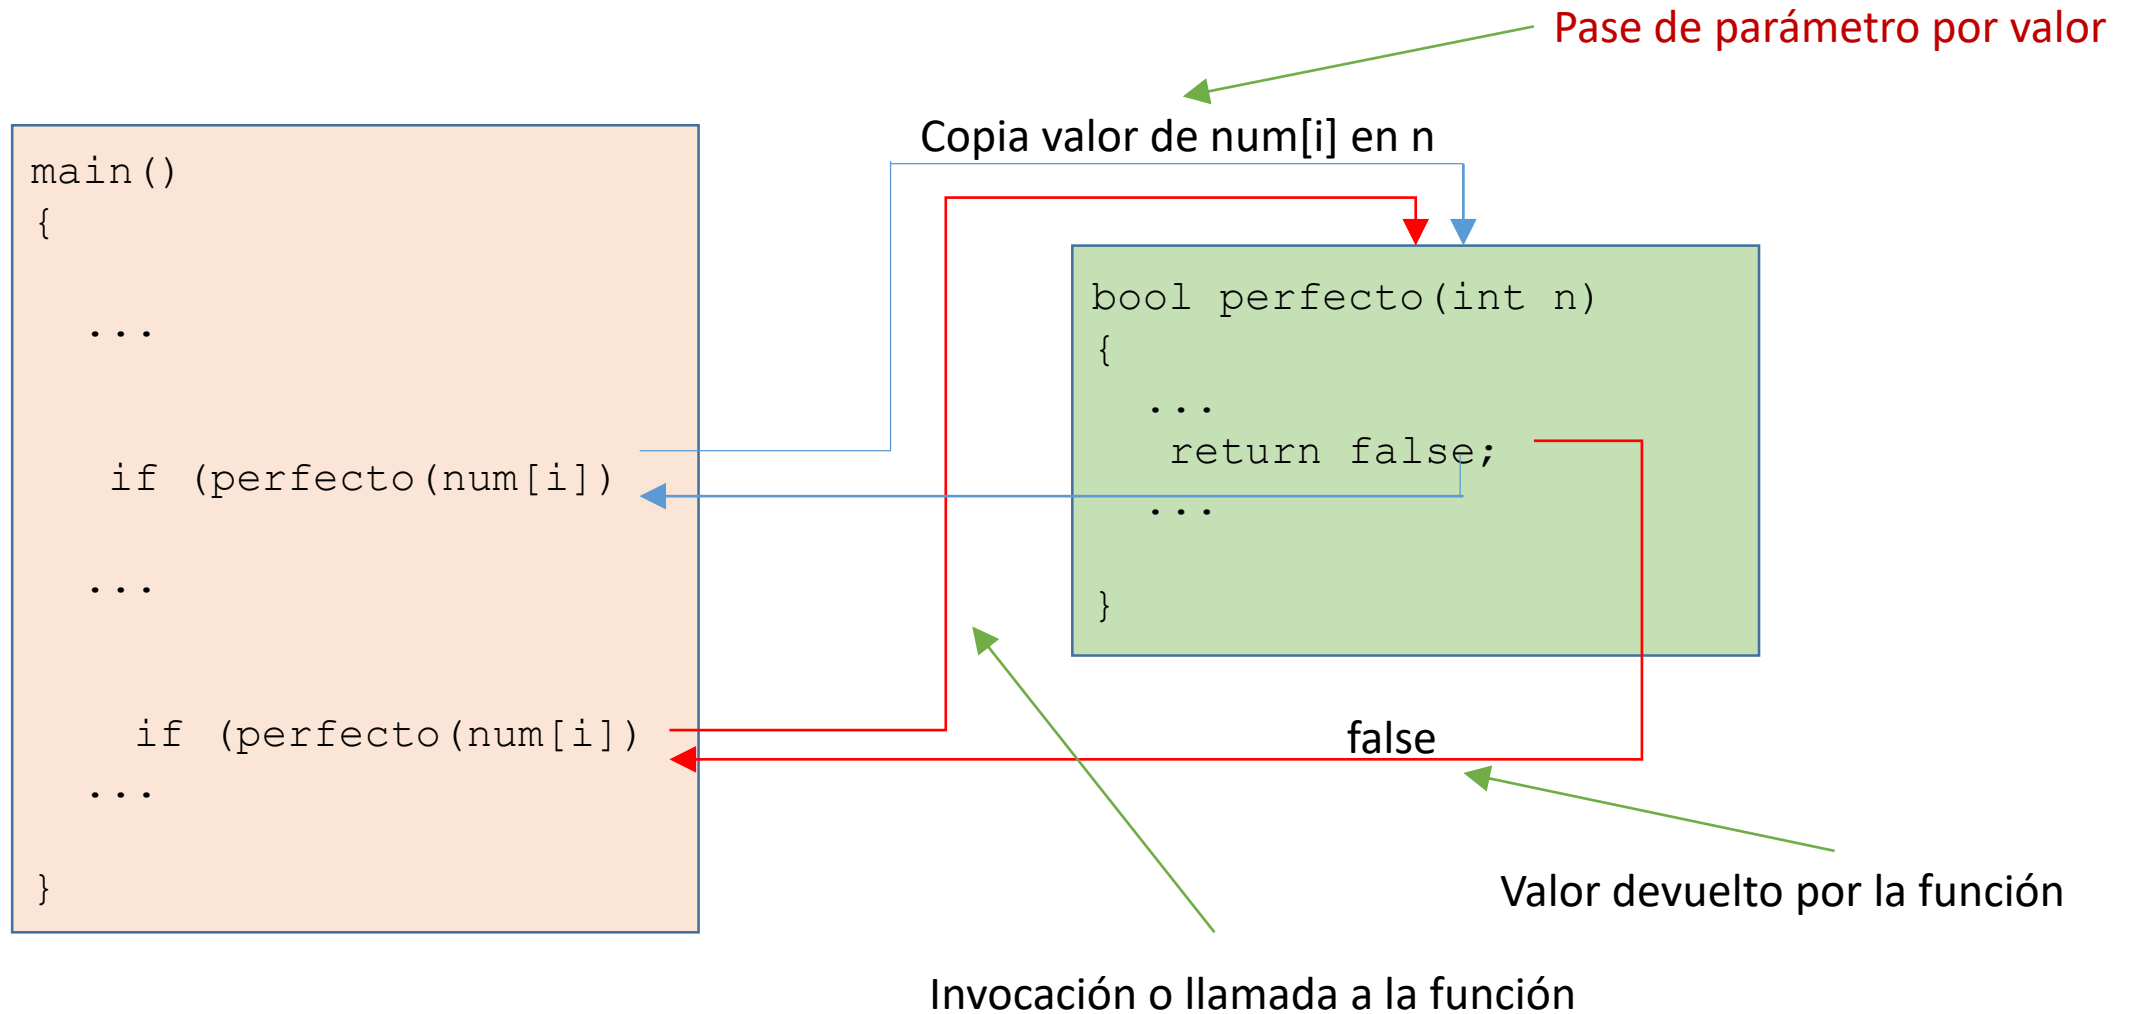 Pase de parámetro por valor
Copia valor de num[i] en n
main()
{
...
if (perfecto(num[i])
...
if (perfecto(num[i])
...
}
bool perfecto(int n)
{
...
return false;
...
}
false
Valor devuelto por la función
Invocación o llamada a la función